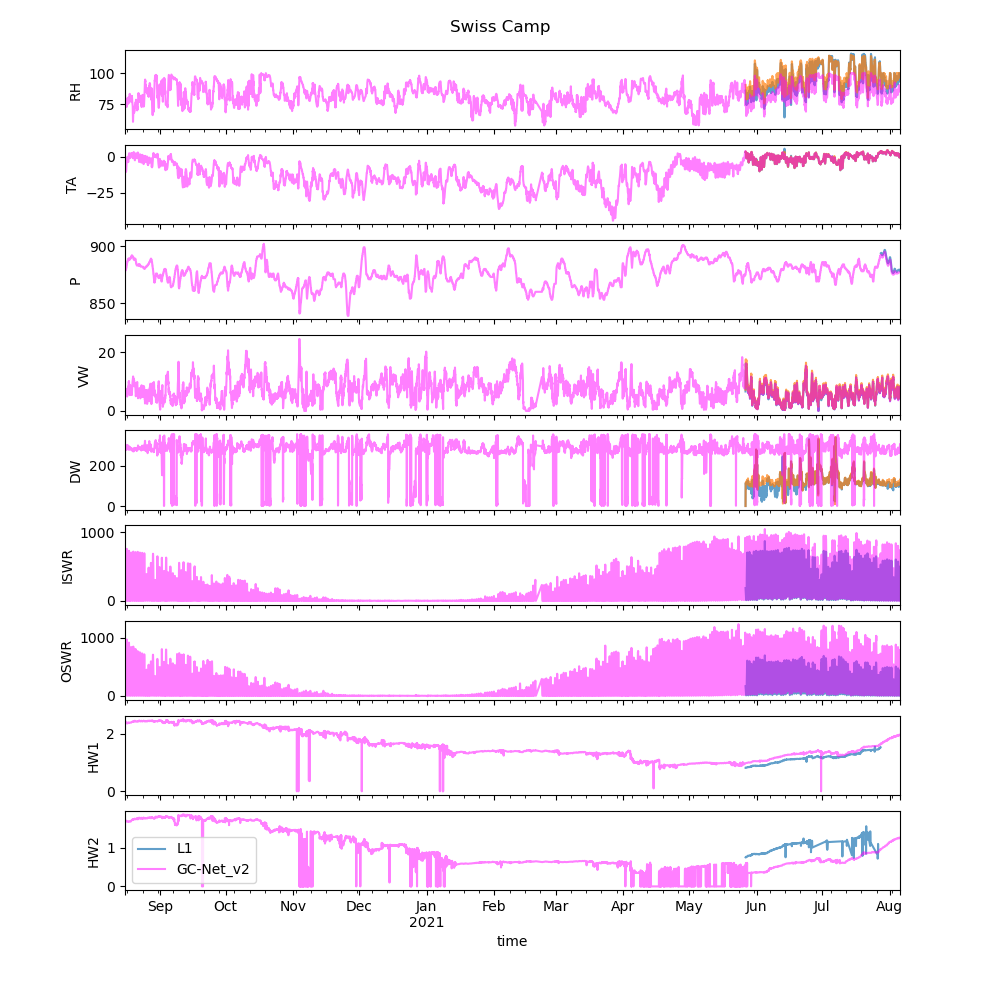 Swiss Camp
RH
100
75
TA
0
−25
P
900
850
VW
20
0
DW
200
0
ISWR
1000
0
OSWR
1000
0
HW1
2
0
HW2
1
0
L1
GC-Net_v2
Sep Oct Nov Dec Jan Feb Mar Apr May Jun Jul Aug
2021
time